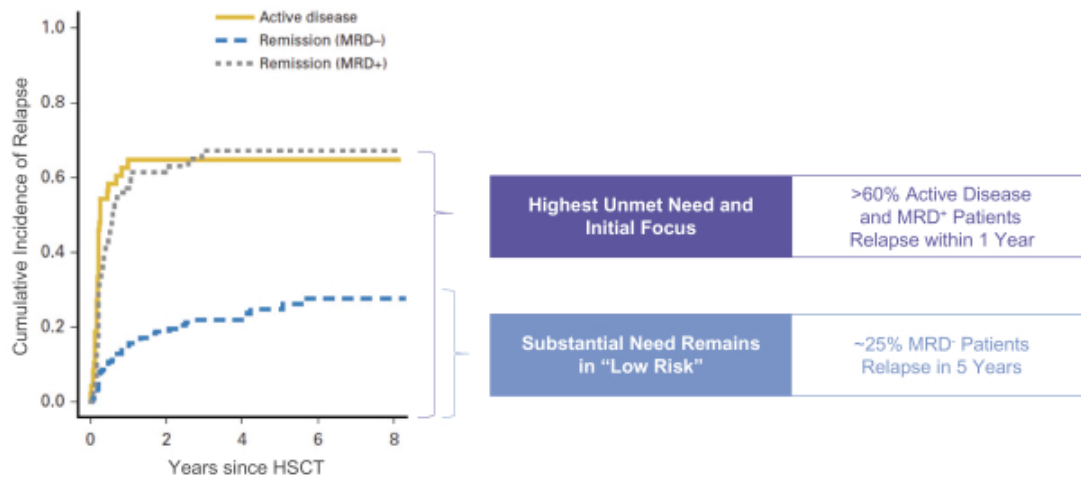 Active disease
Remission (MRD–)
Remission (MRD+)
Cumulative Incidence of Relapse
1.0
0.8
0.6
0.4
0.2
0.0
0 2 4 6 8
Years since HSCT
Highest Unmet Need and
Initial Focus
>60% Active Disease
and MRD⁺ Patients
Relapse within 1 Year
Substantial Need Remains
in “Low Risk”
~25% MRD⁻ Patients
Relapse in 5 Years